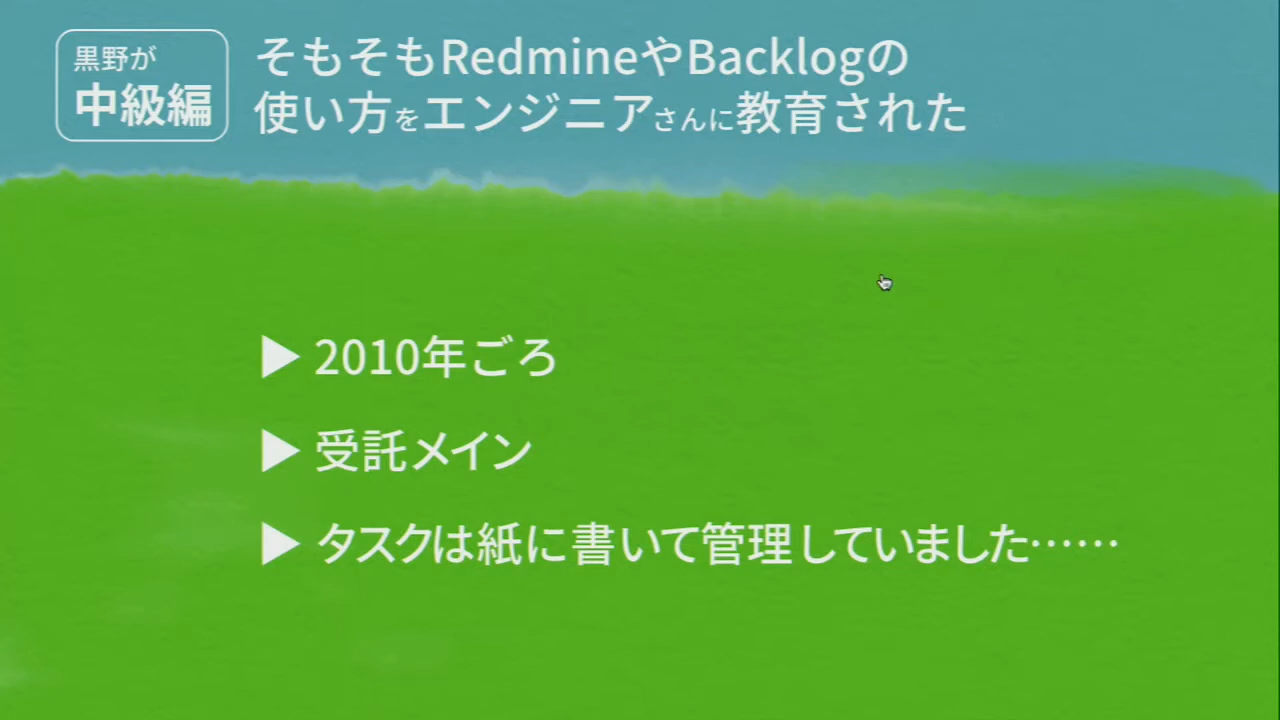 黒野が
中級編
そもそもRedmineやBacklogの
使い方をエンジニアさんに教育された
▶ 2010年ごろ
▶ 受託メイン
▶ タスクは紙に書いて管理していました……